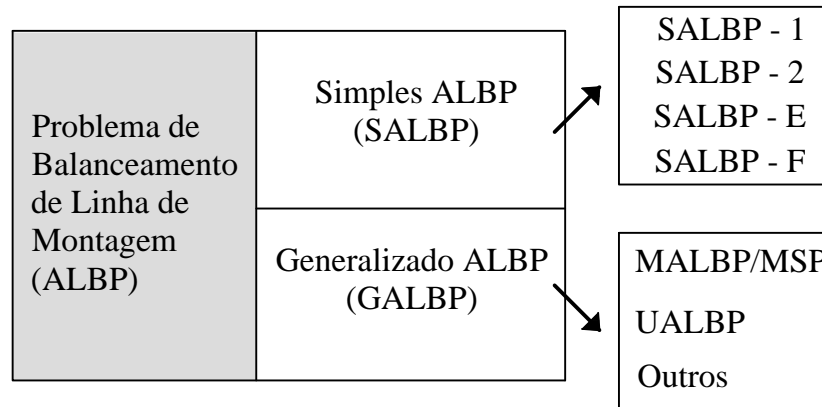 Problema de
Balanceamento
de Linha de
Montagem
(ALBP)
Simples ALBP
(SALBP)
Generalizado ALBP
(GALBP)
SALBP - 1
SALBP - 2
SALBP - E
SALBP - F
MALBP/MSP
UALBP
Outros